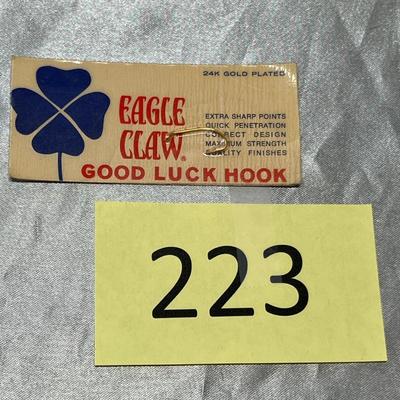 24K GOLD PLATED
EAGLE
CLAW®
EXTRA SHARP POINTS
QUICK PENETRATION
CORRECT DESIGN
MAXIMUM STRENGTH
QUALITY FINISHES
GOOD LUCK HOOK
223